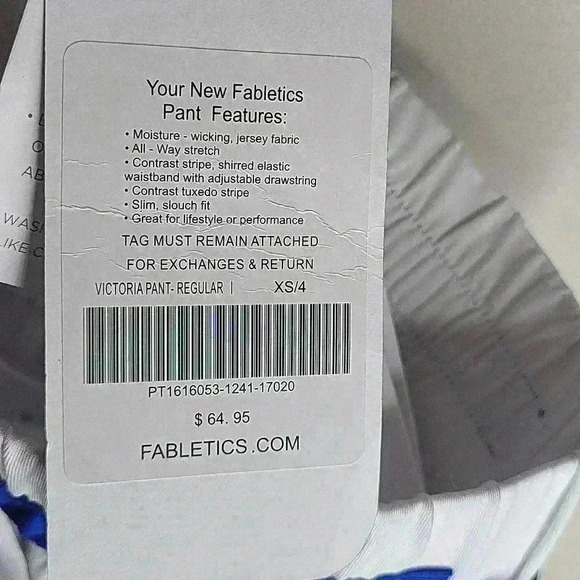 Your New Fabletics
Pant Features:
• Moisture - wicking, jersey fabric
• All - Way stretch
• Contrast stripe, shirred elastic
waistband with adjustable drawstring
• Contrast tuxedo stripe
• Slim, slouch fit
• Great for lifestyle or performance
TAG MUST REMAIN ATTACHED
FOR EXCHANGES & RETURN
VICTORIA PANT- REGULAR | XS/4
PT1616053-1241-17020
$ 64. 95
FABLETICS.COM
WASH
LIKE C